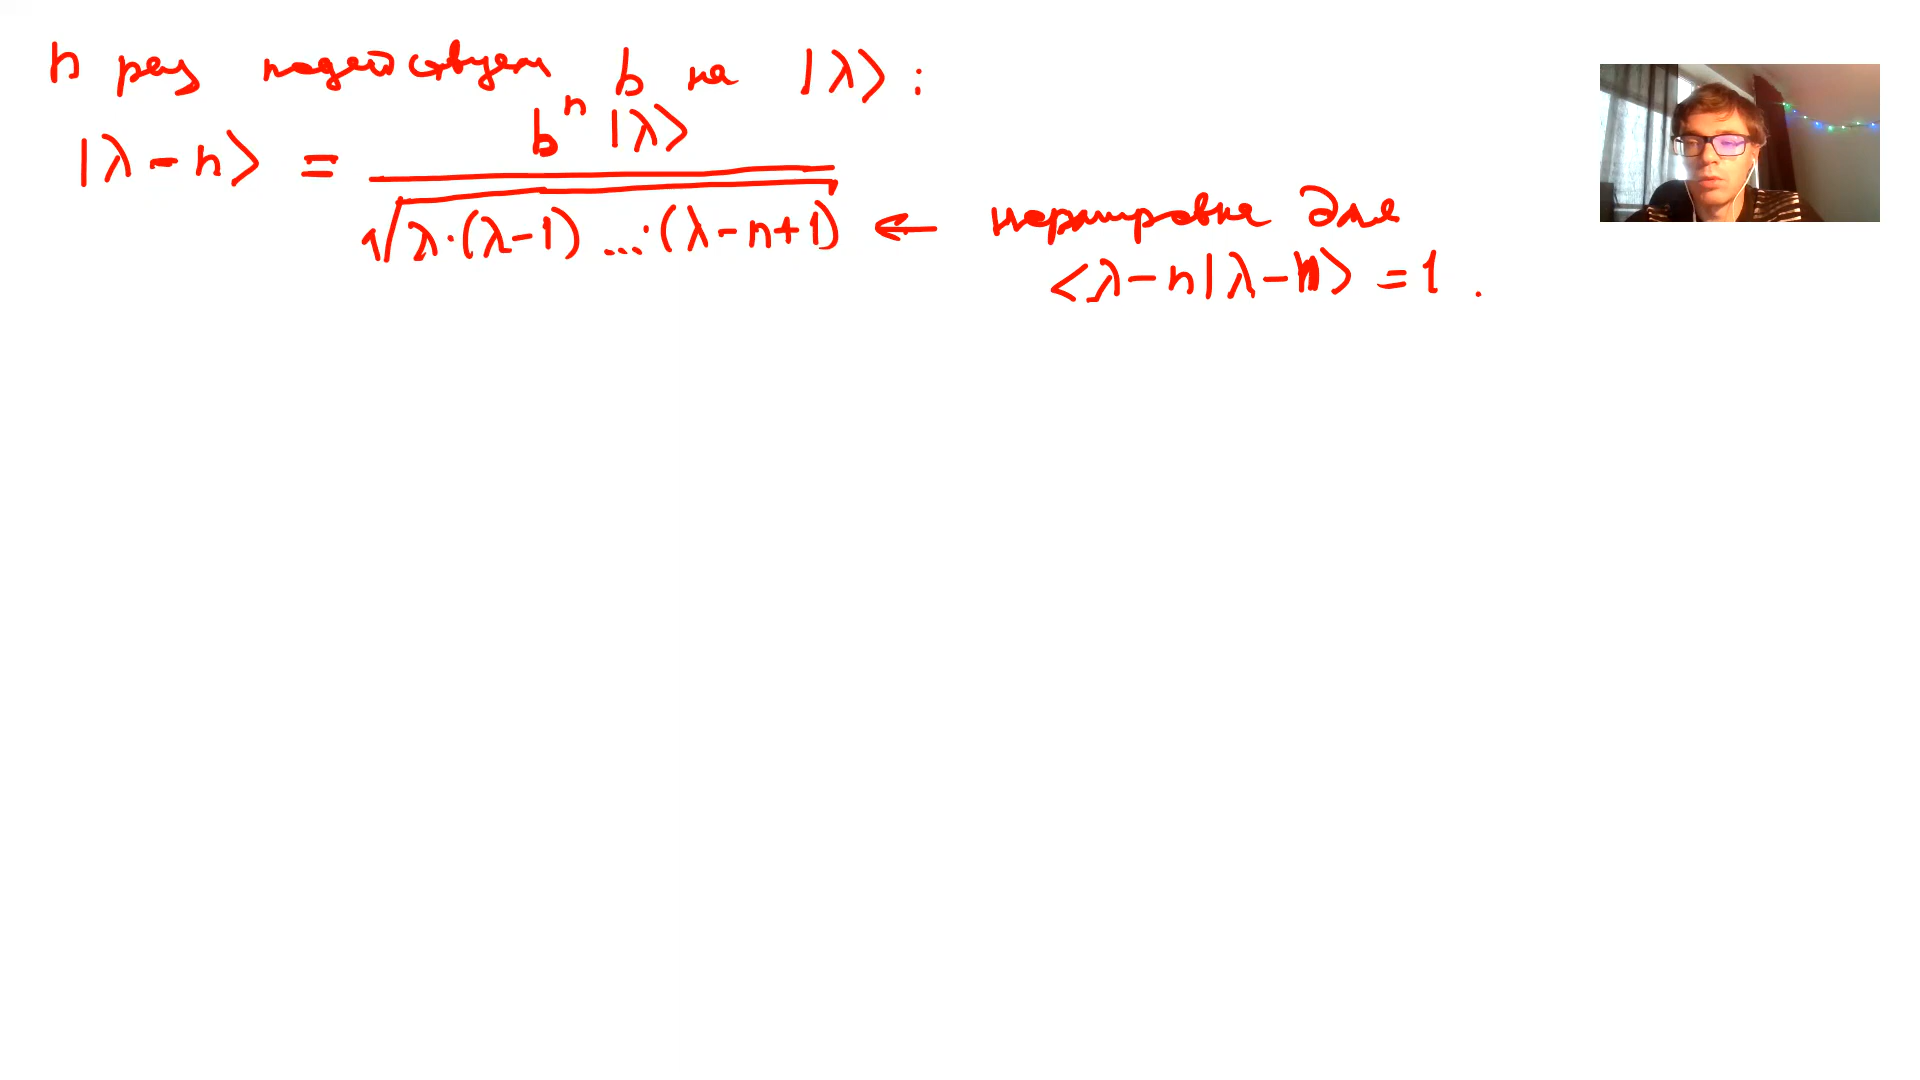 n раз подействуем b на |λ⟩:
|λ-n⟩ = b^n |λ⟩ / √(λ·(λ-1) ...·(λ-n+1)) ← нормировка для
⟨λ-n|λ-n⟩ = 1.